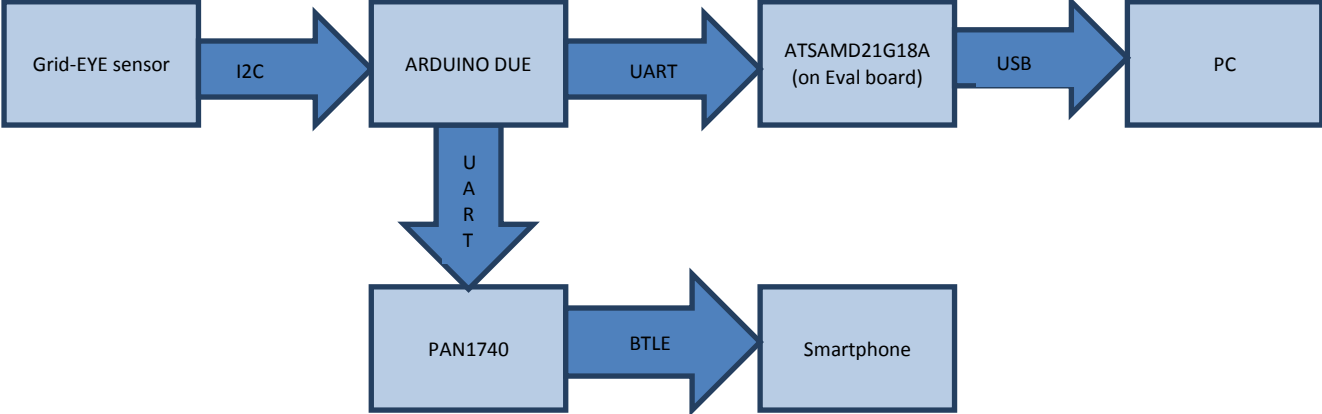 Grid-EYE sensor
I2C
ARDUINO DUE
UART
ATSAMD21G18A
(on Eval board)
USB
PC
U
A
R
T
PAN1740
BTLE
Smartphone